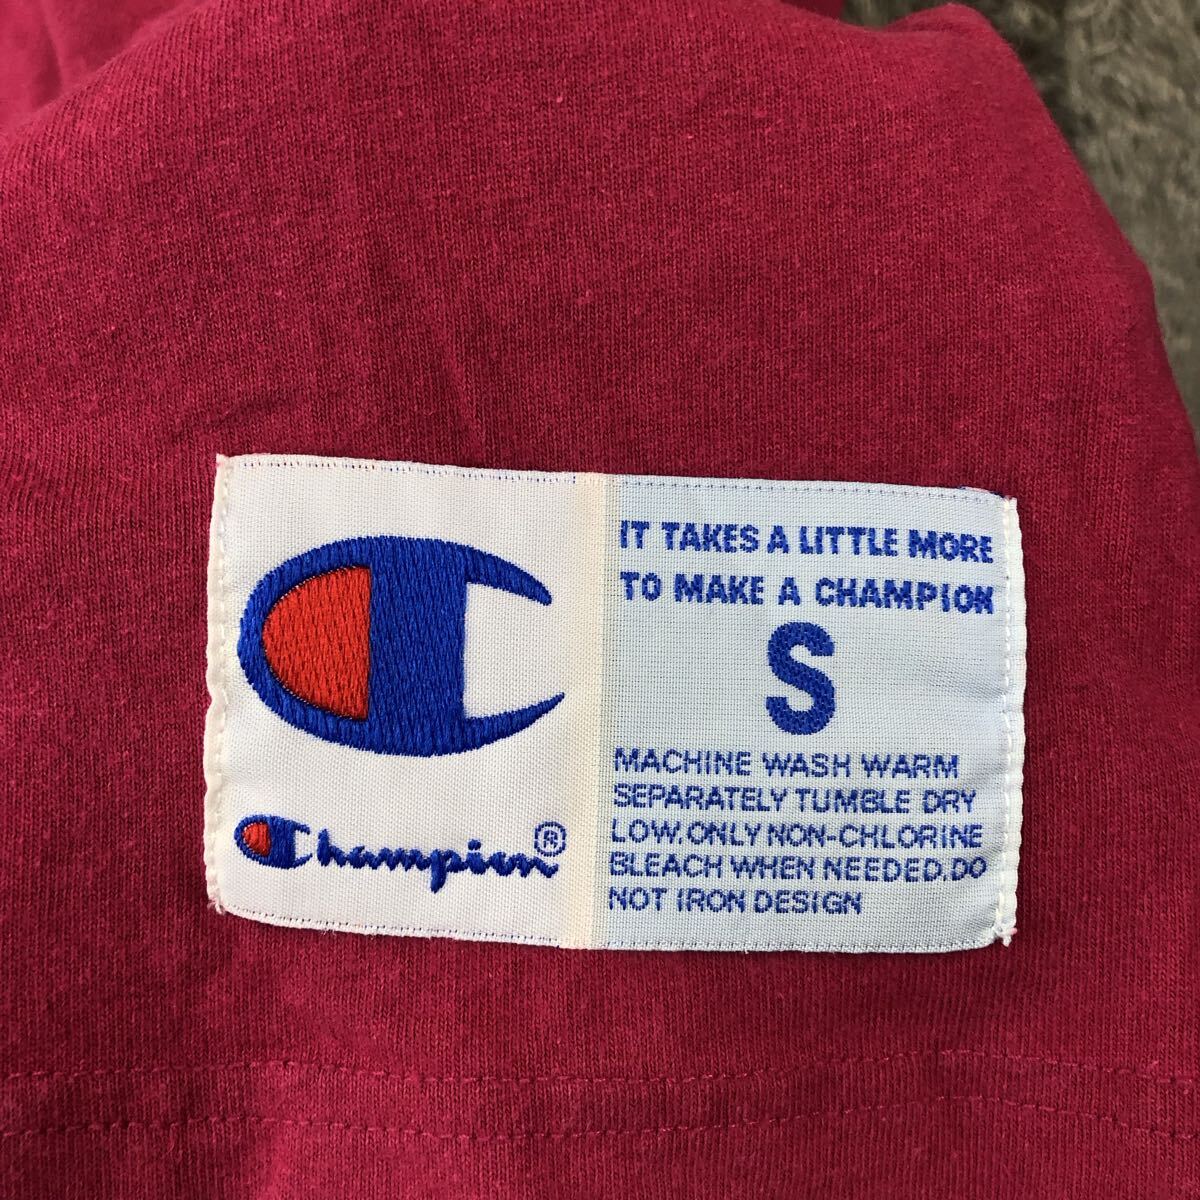 Champion®
IT TAKES A LITTLE MORE
TO MAKE A CHAMPION
S
MACHINE WASH WARM
SEPARATELY TUMBLE DRY
LOW.ONLY NON-CHLORINE
BLEACH WHEN NEEDED.DO
NOT IRON DESIGN